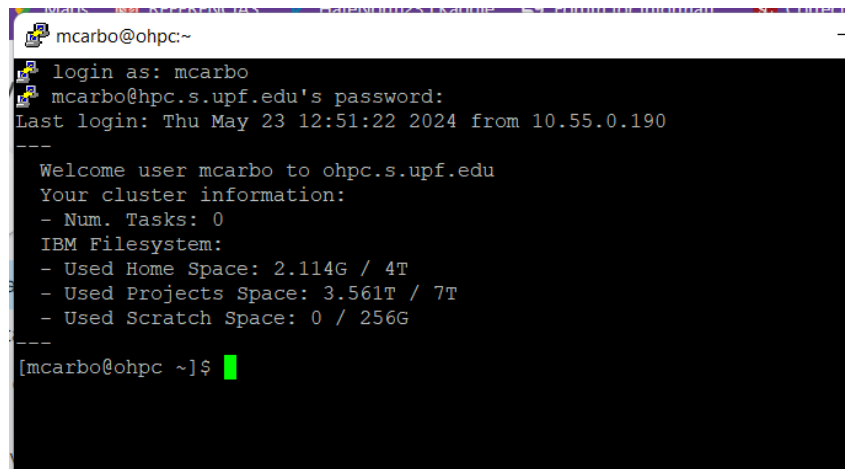 mcarbo@ohpc:~
login as: mcarbo
mcarbo@hpc.s.upf.edu's password:
Last login: Thu May 23 12:51:22 2024 from 10.55.0.190
---
Welcome user mcarbo to ohpc.s.upf.edu
Your cluster information:
- Num. Tasks: 0
IBM Filesystem:
- Used Home Space: 2.114G / 4T
- Used Projects Space: 3.561T / 7T
- Used Scratch Space: 0 / 256G
---
[mcarbo@ohpc ~]$